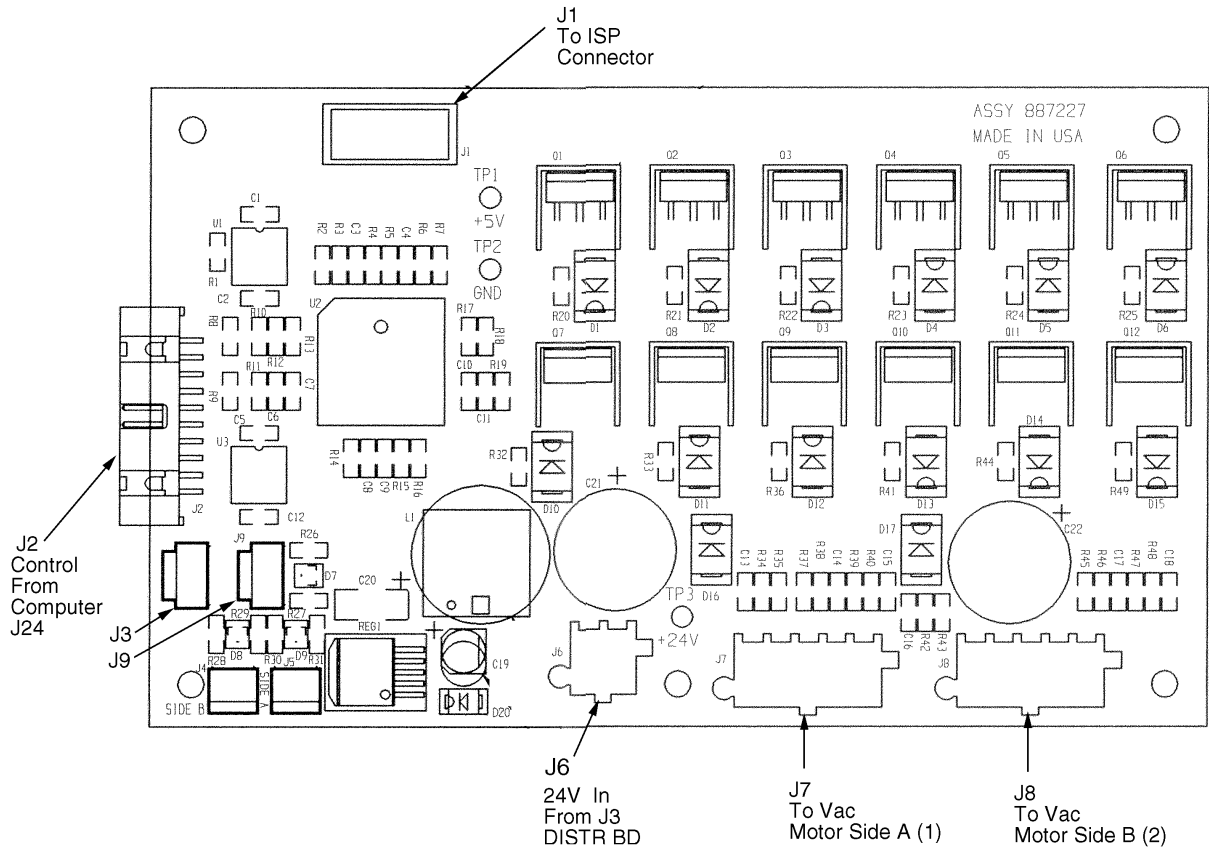 J1
To ISP
Connector
ASSY 887227
MADE IN USA
J1
TP1
+5V
TP2
GND
Q1
Q2
Q3
Q4
Q5
Q6
C1
U1
R1
C2
R2
R3
C3
R4
R5
C4
R6
R7
R20
D1
R21
D2
R22
D3
R23
D4
R24
D5
R25
D6
R8
R10
R12
R13
U2
R17
R18
Q7
Q8
Q9
Q10
Q11
Q12
R9
R11
C6
C7
C10
C11
R19
C5
U3
R14
C8
C9
R15
R16
R32
D10
R33
D11
R36
D12
R41
D13
R44
D14
R49
D15
J2
C12
C21
+
L1
+
C22
J2
Control
From
Computer
J24
J9
R26
D7
C20
+
D16
D17
C13
R34
R35
R37
R38
C14
R39
R40
C15
R45
R46
C17
R47
R48
C18
C16
R42
R43
TP3
+24V
J3
J9
R29
R27
R28
D8
R30
D9
R31
REG1
+
C19
D20
J4
SIDE B
J5
SIDE A
J6
J7
J8
J6
24V In
From J3
DISTR BD
J7
To Vac
Motor Side A (1)
J8
To Vac
Motor Side B (2)